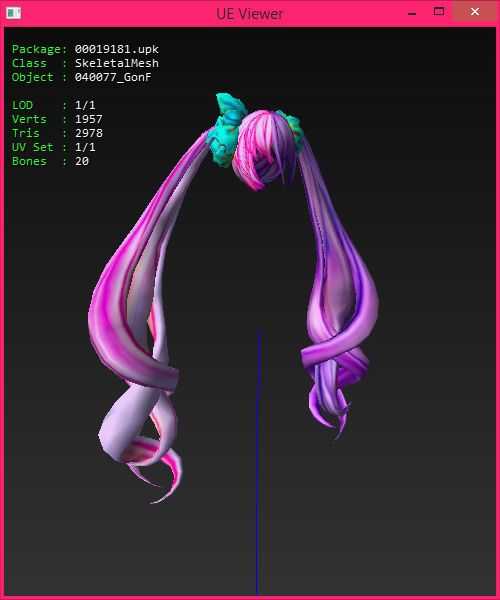 UE Viewer
Package: 00019181.upk
Class : SkeletalMesh
Object : 040077_GonF
LOD : 1/1
Verts : 1957
Tris : 2978
UV Set : 1/1
Bones : 20